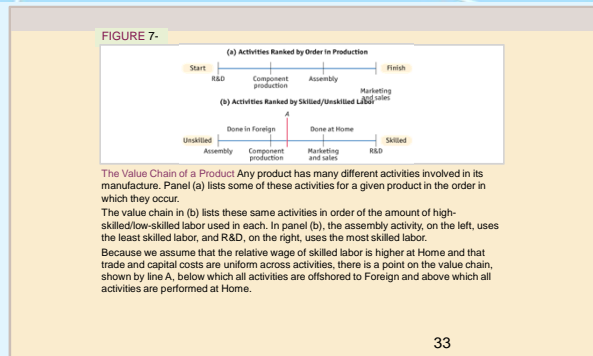 FIGURE 7-
(a) Activities Ranked by Order in Production
Start
Finish
R&D
Component
production
Assembly
Marketing
and sales
(b) Activities Ranked by Skilled/Unskilled Labor
A
Done in Foreign
Done at Home
Unskilled
Skilled
Assembly
Component
production
Marketing
and sales
R&D
The Value Chain of a Product Any product has many different activities involved in its
manufacture. Panel (a) lists some of these activities for a given product in the order in
which they occur.
The value chain in (b) lists these same activities in order of the amount of high-
skilled/low-skilled labor used in each. In panel (b), the assembly activity, on the left, uses
the least skilled labor, and R&D, on the right, uses the most skilled labor.
Because we assume that the relative wage of skilled labor is higher at Home and that
trade and capital costs are uniform across activities, there is a point on the value chain,
shown by line A, below which all activities are offshored to Foreign and above which all
activities are performed at Home.
33